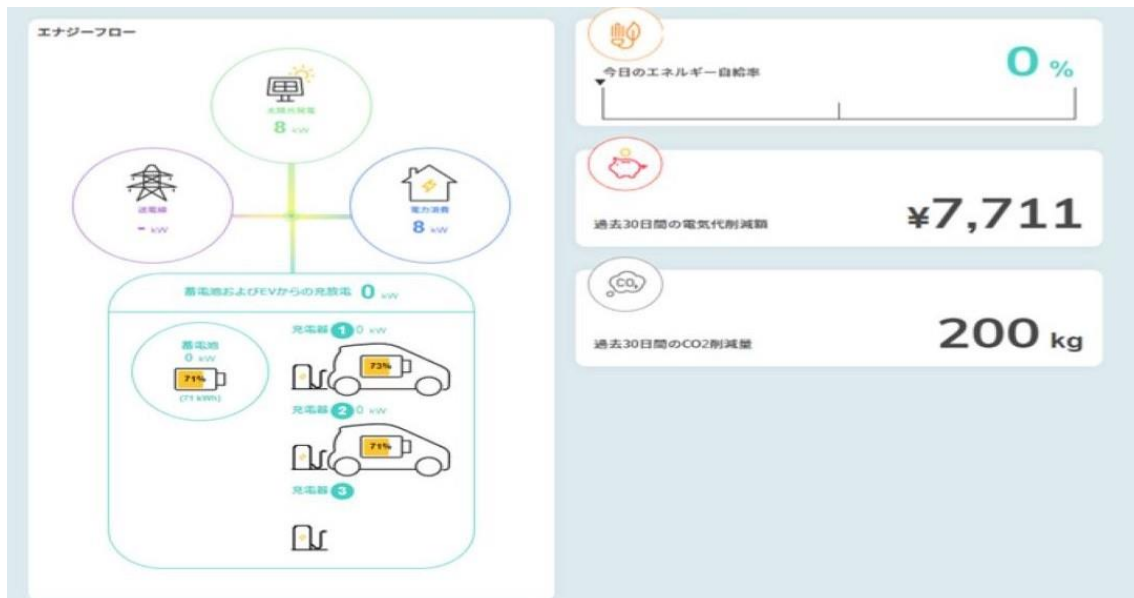 エナジーフロー
太陽光発電
8 kW
送電線
- kW
電力消費
8 kW
蓄電池およびEVからの充放電 0 kW
蓄電池
0 kW
71%
(71 kWh)
充電器 1 0 kW
73%
充電器 2 0 kW
71%
充電器 3
今日のエネルギー自給率
0 %
過去30日間の電気代削減額
¥7,711
CO₂
過去30日間のCO2削減量
200 kg